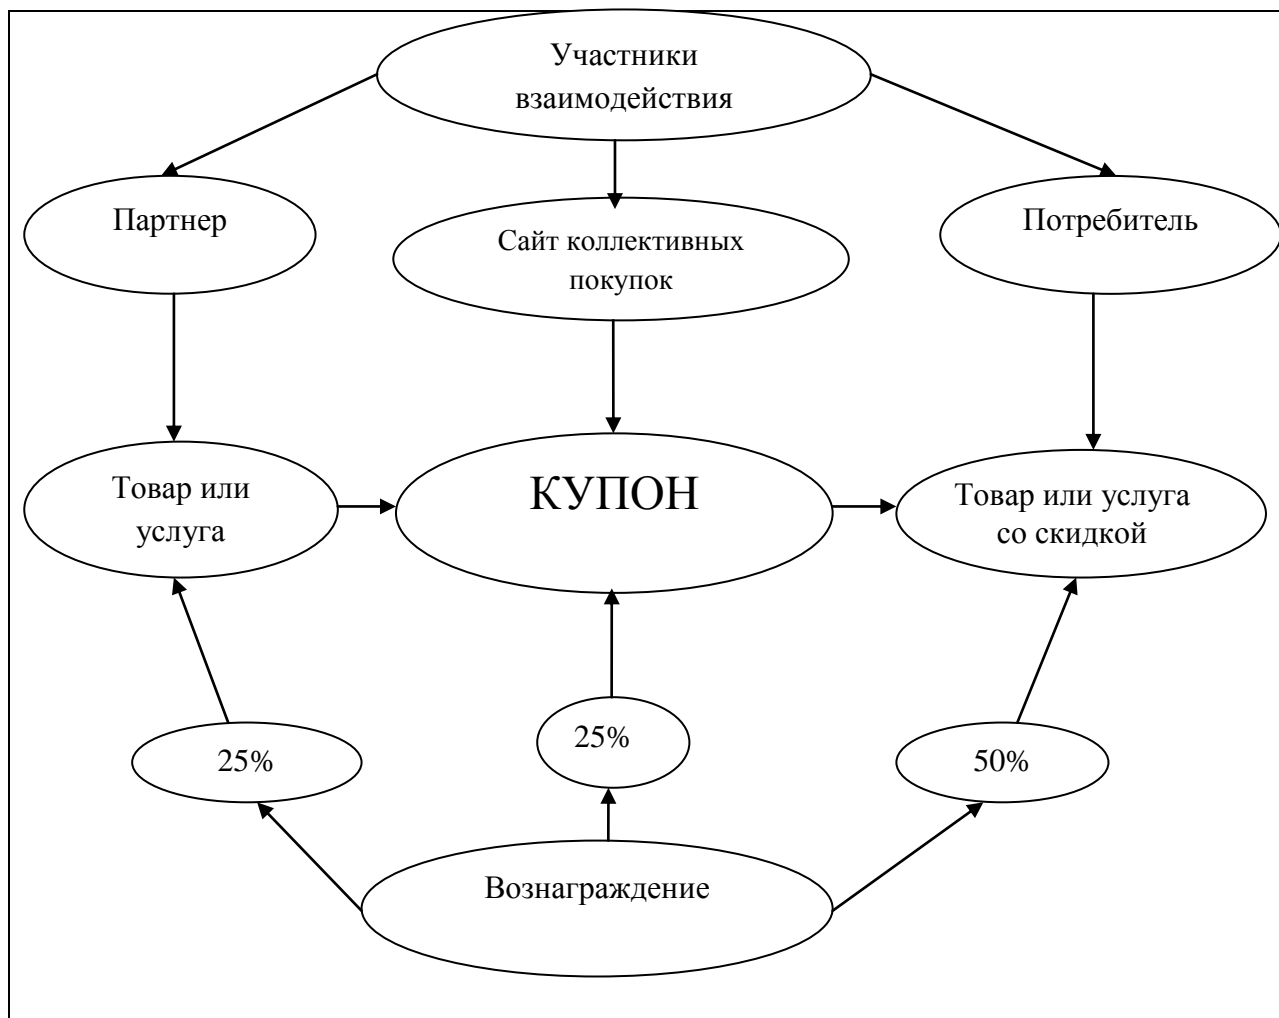 Участники
взаимодействия
Партнер
Сайт коллективных
покупок
Потребитель
Товар или
услуга
КУПОН
Товар или услуга
со скидкой
25%
25%
50%
Вознаграждение